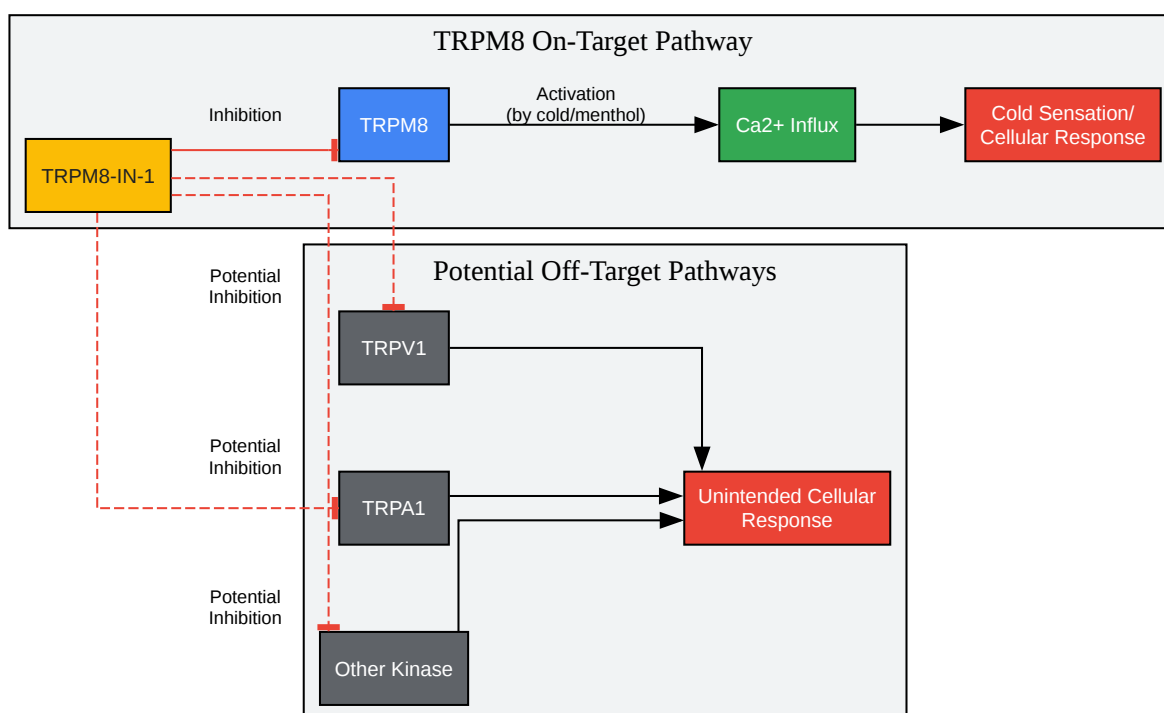 TRPM8 On-Target Pathway
Inhibition
TRPM8
Activation
(by cold/menthol)
Ca2+ Influx
Cold Sensation/
Cellular Response
TRPM8-IN-1
Potential Off-Target Pathways
Potential
Inhibition
TRPV1
Potential
Inhibition
TRPA1
Unintended Cellular
Response
Potential
Inhibition
Other Kinase